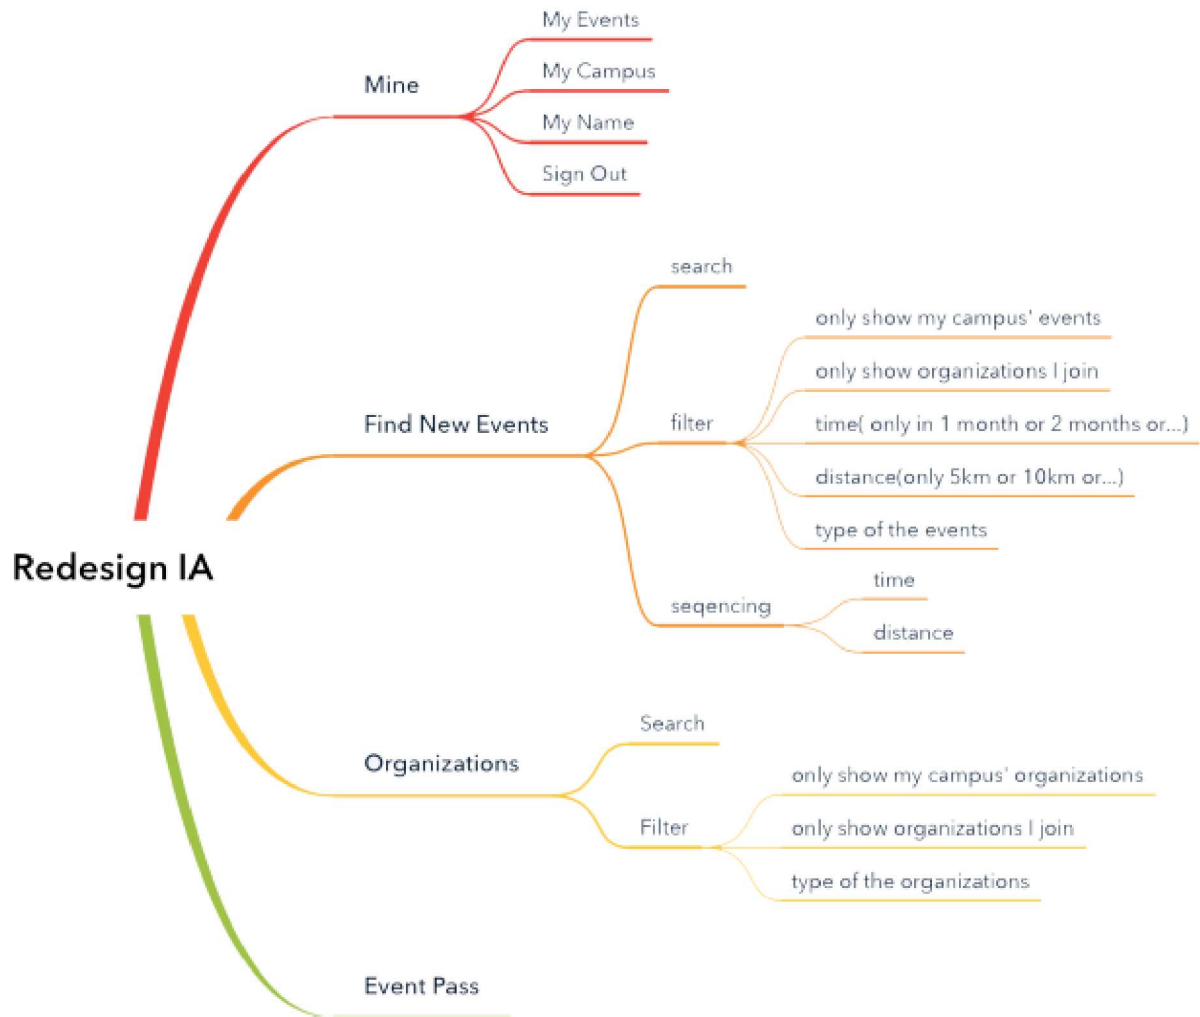 My Events
Mine
My Campus
My Name
Sign Out
search
only show my campus' events
only show organizations I join
Find New Events
filter
time( only in 1 month or 2 months or...)
distance(only 5km or 10km or...)
type of the events
Redesign IA
seqencing
time
distance
Search
Organizations
only show my campus' organizations
Filter
only show organizations I join
type of the organizations
Event Pass